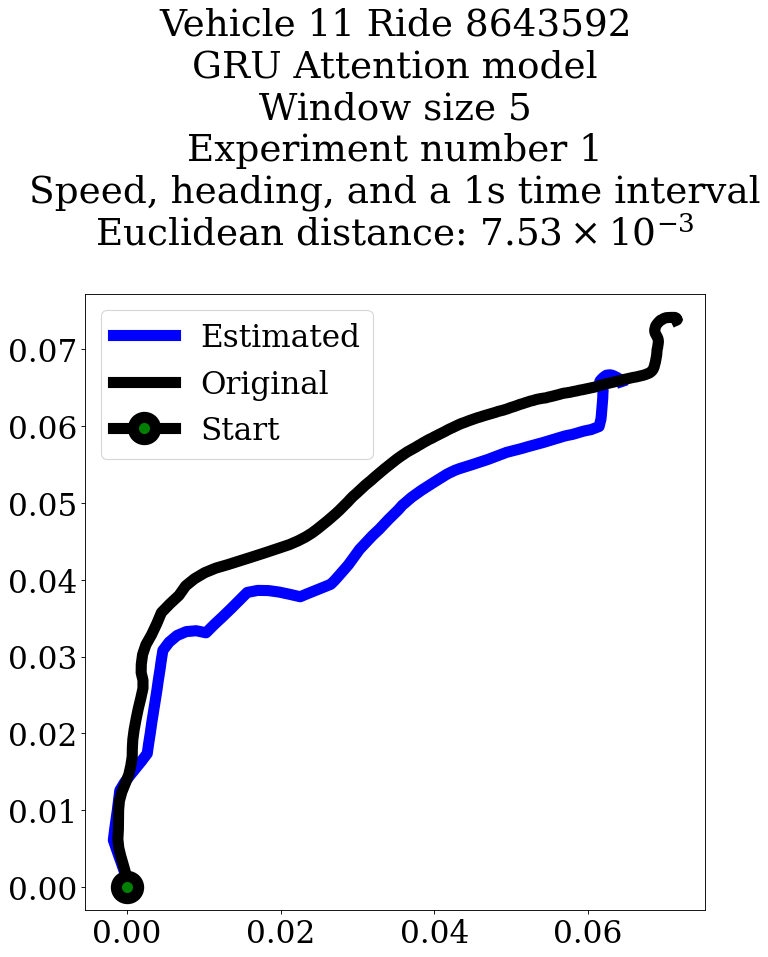 Vehicle 11 Ride 8643592
GRU Attention model
Window size 5
Experiment number 1
Speed, heading, and a 1s time interval
Euclidean distance: 7.53 × 10⁻³
Estimated
Original
Start
0.07
0.06
0.05
0.04
0.03
0.02
0.01
0.00
0.00 0.02 0.04 0.06